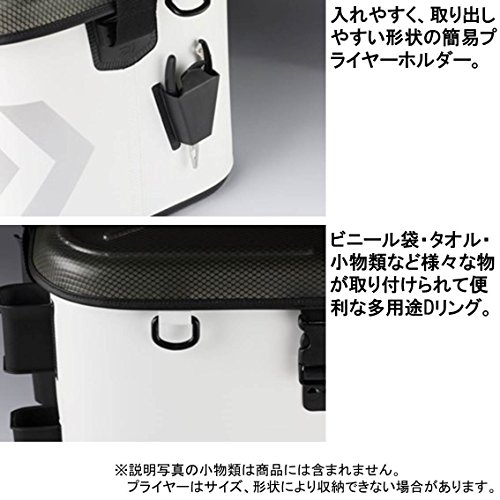 入れやすく、取り出し
やすい形状の簡易プ
ライヤーホルダー。
ビニール袋・タオル・
小物類など様々な物
が取り付けられて便
利な多用途Dリング。
※説明写真の小物類は商品には含まれません。
プライヤーはサイズ、形状により収納できない場合があります。